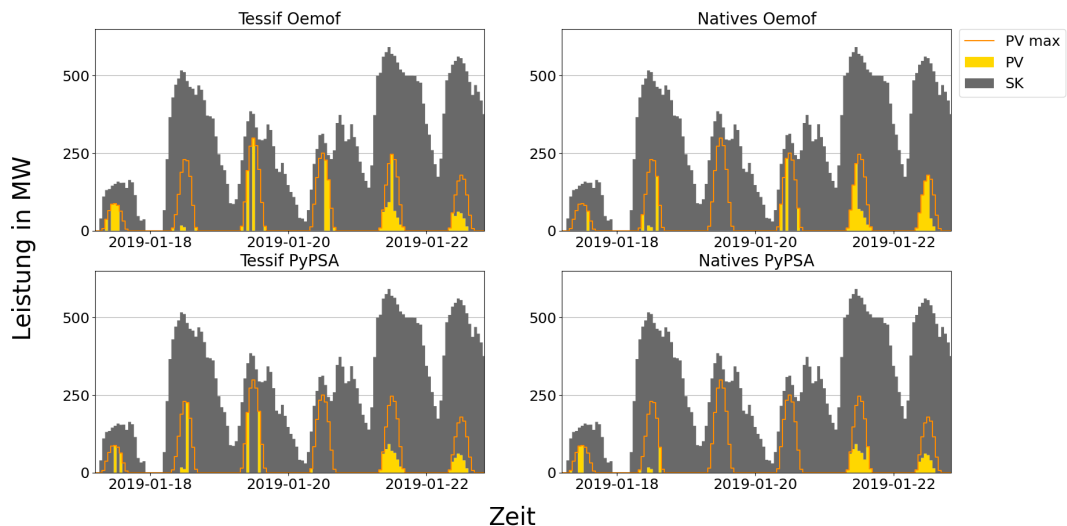 Tessif Oemof
Natives Oemof
PV max
PV
SK
500
250
0
2019-01-18
2019-01-20
2019-01-22
500
250
0
2019-01-18
2019-01-20
2019-01-22
Leistung in MW
Tessif PyPSA
Natives PyPSA
500
250
0
2019-01-18
2019-01-20
2019-01-22
500
250
0
2019-01-18
2019-01-20
2019-01-22
Zeit